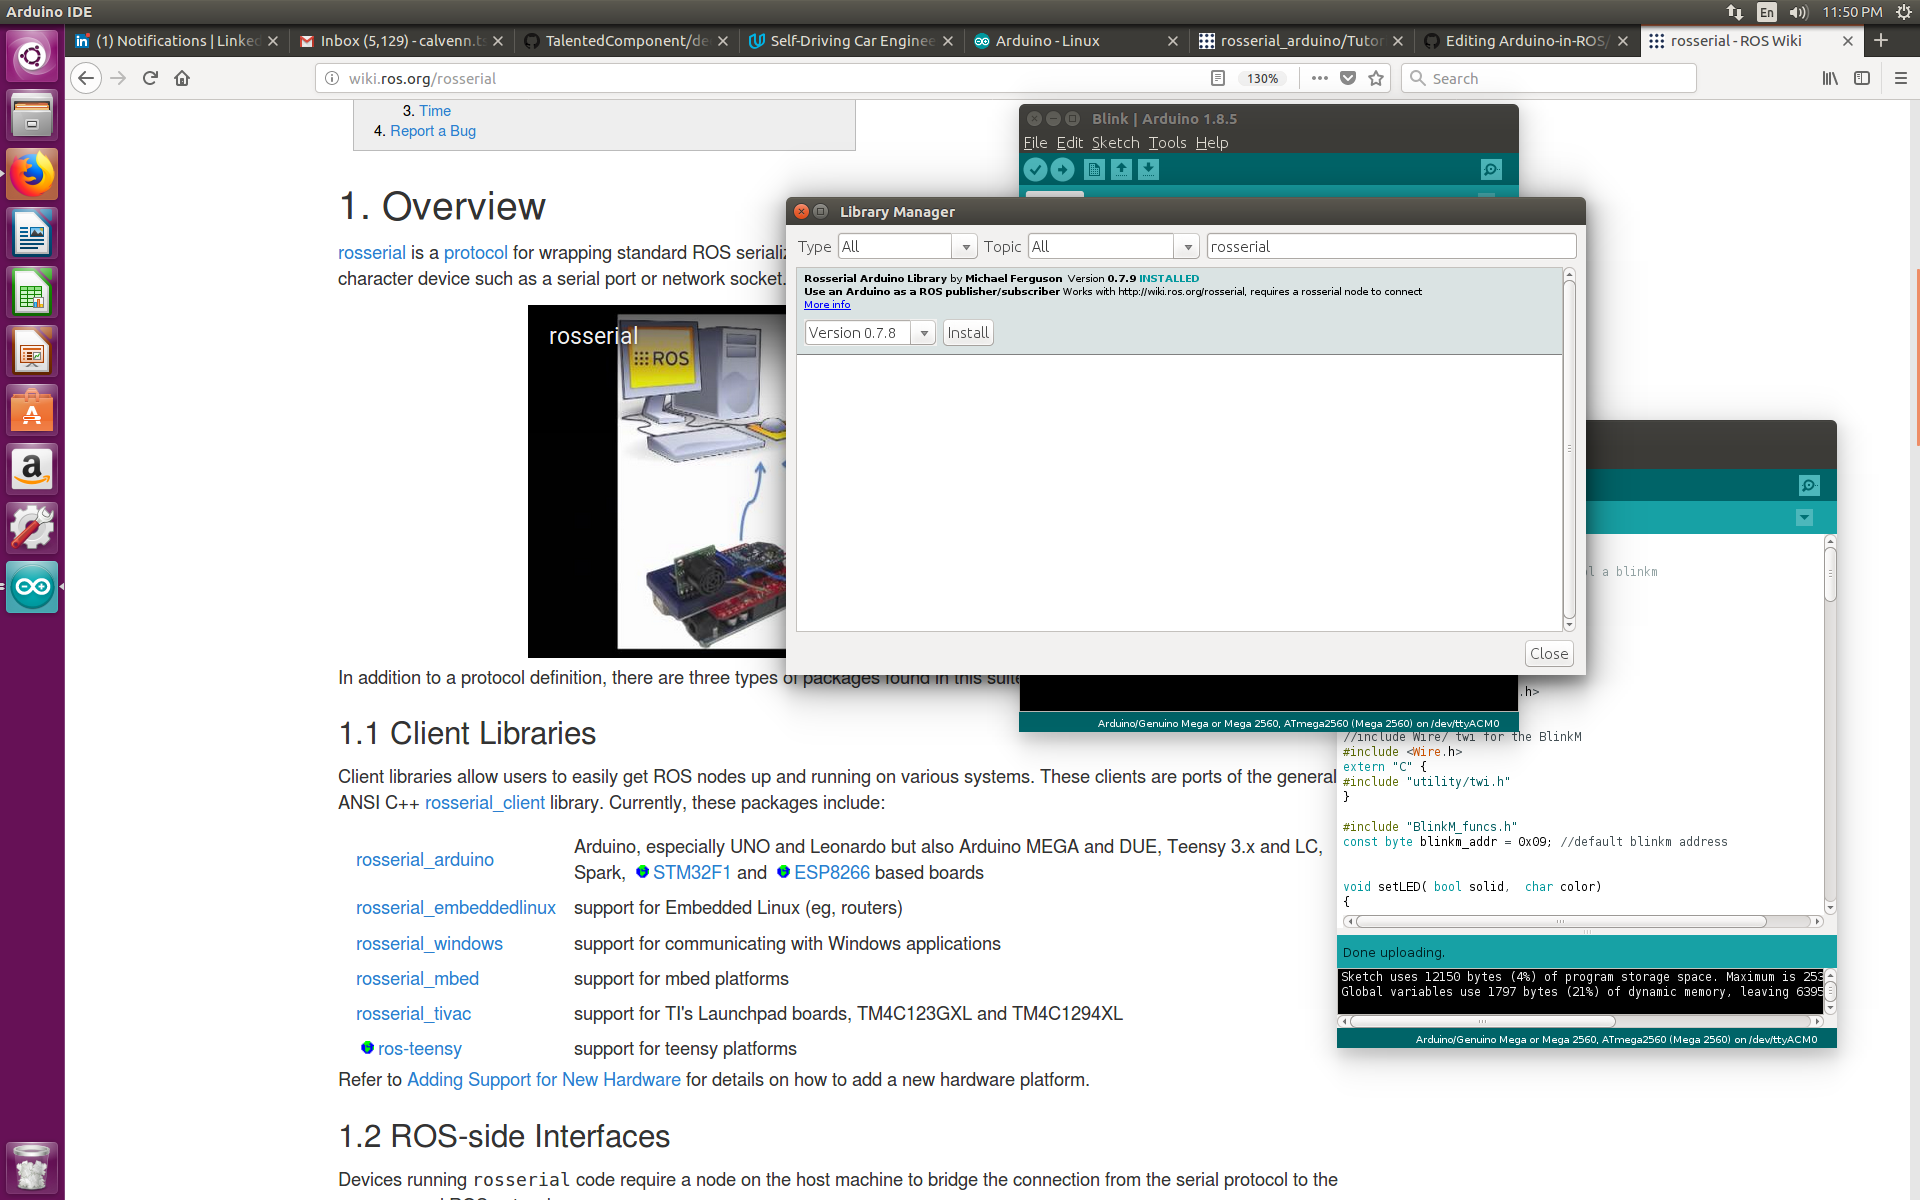 Arduino IDE
En
11:50 PM
in (1) Notifications | Linked
Inbox (5,129) - calvenn.ts
TalentedComponent/de
Self-Driving Car Enginee
Arduino - Linux
rosserial_arduino/Tutor
Editing Arduino-in-ROS/
rosserial - ROS Wiki
wiki.ros.org/rosserial
130%
Search
3. Time
4. Report a Bug
1. Overview
rosserial is a protocol for wrapping standard ROS serializ
character device such as a serial port or network socket.
rosserial
ROS
In addition to a protocol definition, there are three types of packages found in this suite
1.1 Client Libraries
Client libraries allow users to easily get ROS nodes up and running on various systems. These clients are ports of the general
ANSI C++ rosserial_client library. Currently, these packages include:
rosserial_arduino
Arduino, especially UNO and Leonardo but also Arduino MEGA and DUE, Teensy 3.x and LC,
Spark, STM32F1 and ESP8266 based boards
rosserial_embeddedlinux support for Embedded Linux (eg, routers)
rosserial_windows support for communicating with Windows applications
rosserial_mbed support for mbed platforms
rosserial_tivac support for TI's Launchpad boards, TM4C123GXL and TM4C1294XL
ros-teensy support for teensy platforms
Refer to Adding Support for New Hardware for details on how to add a new hardware platform.
1.2 ROS-side Interfaces
Devices running rosserial code require a node on the host machine to bridge the connection from the serial protocol to the
Blink | Arduino 1.8.5
File Edit Sketch Tools Help
Library Manager
Type All Topic All rosserial
Rosserial Arduino Library by Michael Ferguson Version 0.7.9 INSTALLED
Use an Arduino as a ROS publisher/subscriber Works with http://wiki.ros.org/rosserial, requires a rosserial node to connect
More info
Version 0.7.8 Install
Close
Arduino/Genuino Mega or Mega 2560, ATmega2560 (Mega 2560) on /dev/ttyACM0
l a blinkm
.h>
//include Wire/ twi for the BlinkM
#include <Wire.h>
extern "C" {
#include "utility/twi.h"
}
#include "BlinkM_funcs.h"
const byte blinkm_addr = 0x09; //default blinkm address
void setLED( bool solid, char color)
{
Done uploading.
Sketch uses 12150 bytes (4%) of program storage space. Maximum is 253
Global variables use 1797 bytes (21%) of dynamic memory, leaving 6395
Arduino/Genuino Mega or Mega 2560, ATmega2560 (Mega 2560) on /dev/ttyACM0